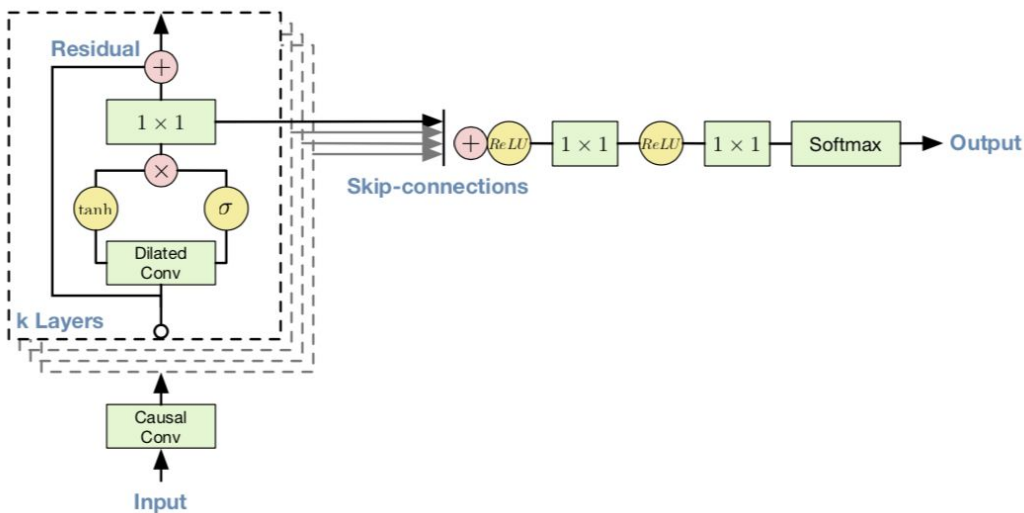 Residual
+
1 × 1
×
tanh
σ
Dilated
Conv
k Layers
Causal
Conv
Input
Skip-connections
+
ReLU
1 × 1
ReLU
1 × 1
Softmax
Output